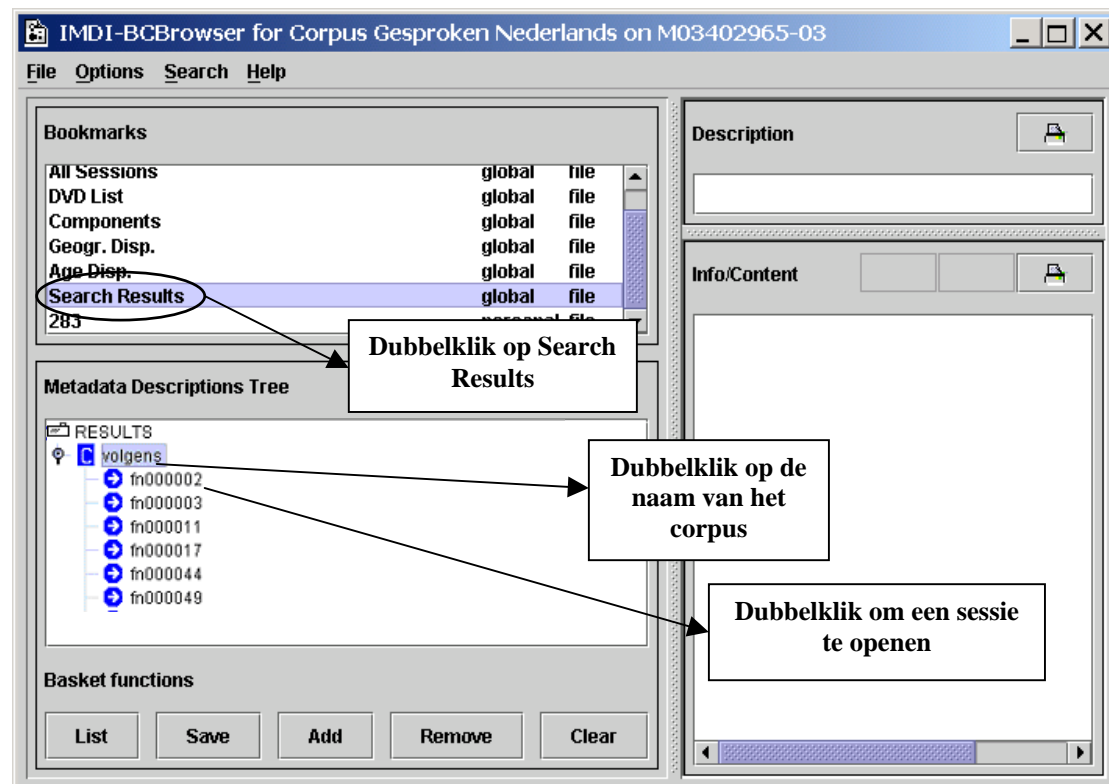 IMDI-BCBrowser for Corpus Gesproken Nederlands on M03402965-03
File Options Search Help
Bookmarks
All Sessions global file
DVD List global file
Components global file
Geogr. Disp. global file
Age Disp. global file
Search Results global file
283 personal file
Dubbelklik op Search
Results
Metadada Descriptions Tree
RESULTS
C volgens
fn000002
fn000003
fn000011
fn000017
fn000044
fn000049
Basket functions
List Save Add Remove Clear
Description
Info/Content
Dubbelklik op de
naam van het
corpus
Dubbelklik om een sessie
te openen